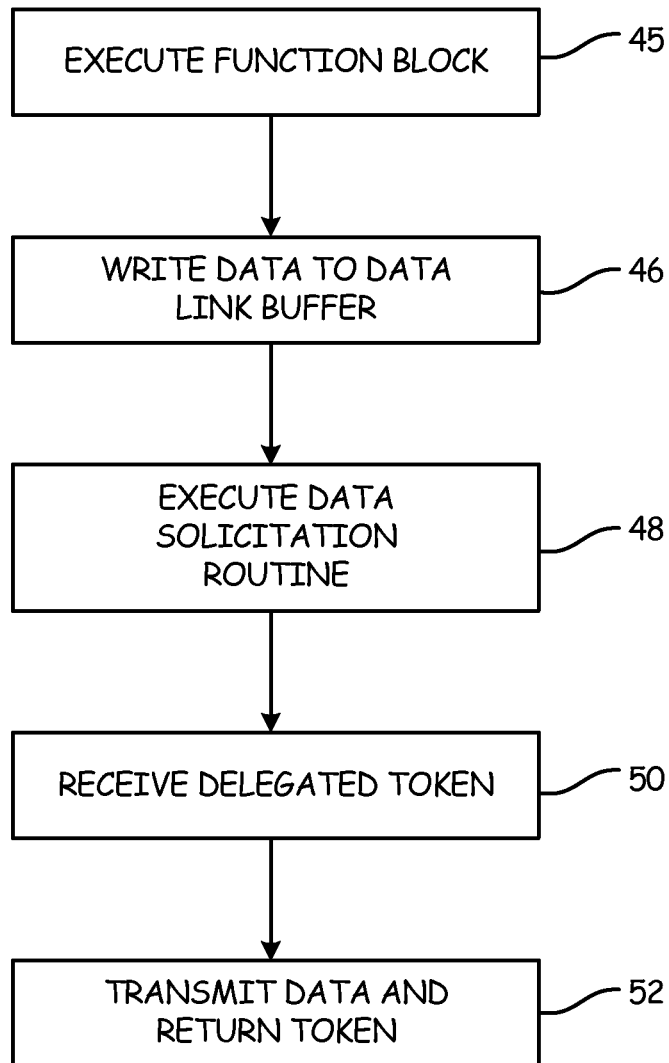 EXECUTE FUNCTION BLOCK
45
WRITE DATA TO DATA
LINK BUFFER
46
EXECUTE DATA
SOLICITATION
ROUTINE
48
RECEIVE DELEGATED TOKEN
50
TRANSMIT DATA AND
RETURN TOKEN
52